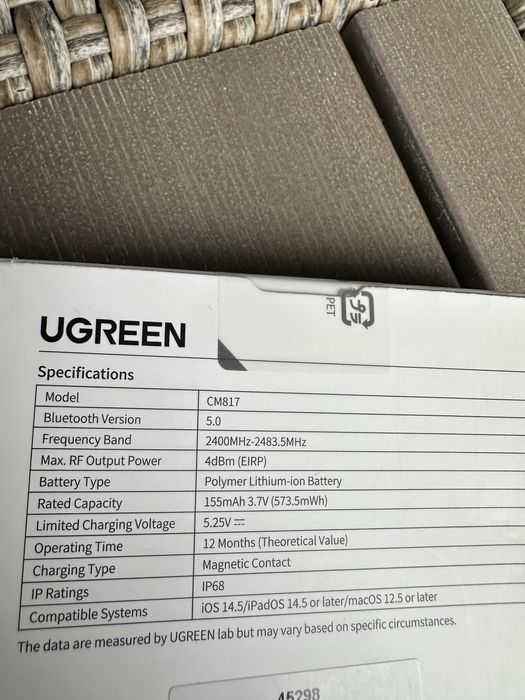 PET
UGREEN
Specifications
Model CM817
Bluetooth Version 5.0
Frequency Band 2400MHz-2483.5MHz
Max. RF Output Power 4dBm (EIRP)
Battery Type Polymer Lithium-ion Battery
Rated Capacity 155mAh 3.7V (573.5mWh)
Limited Charging Voltage 5.25V⎓
Operating Time 12 Months (Theoretical Value)
Charging Type Magnetic Contact
IP Ratings IP68
Compatible Systems iOS 14.5/iPadOS 14.5 or later/macOS 12.5 or later
The data are measured by UGREEN lab but may vary based on specific circumstances.
45298